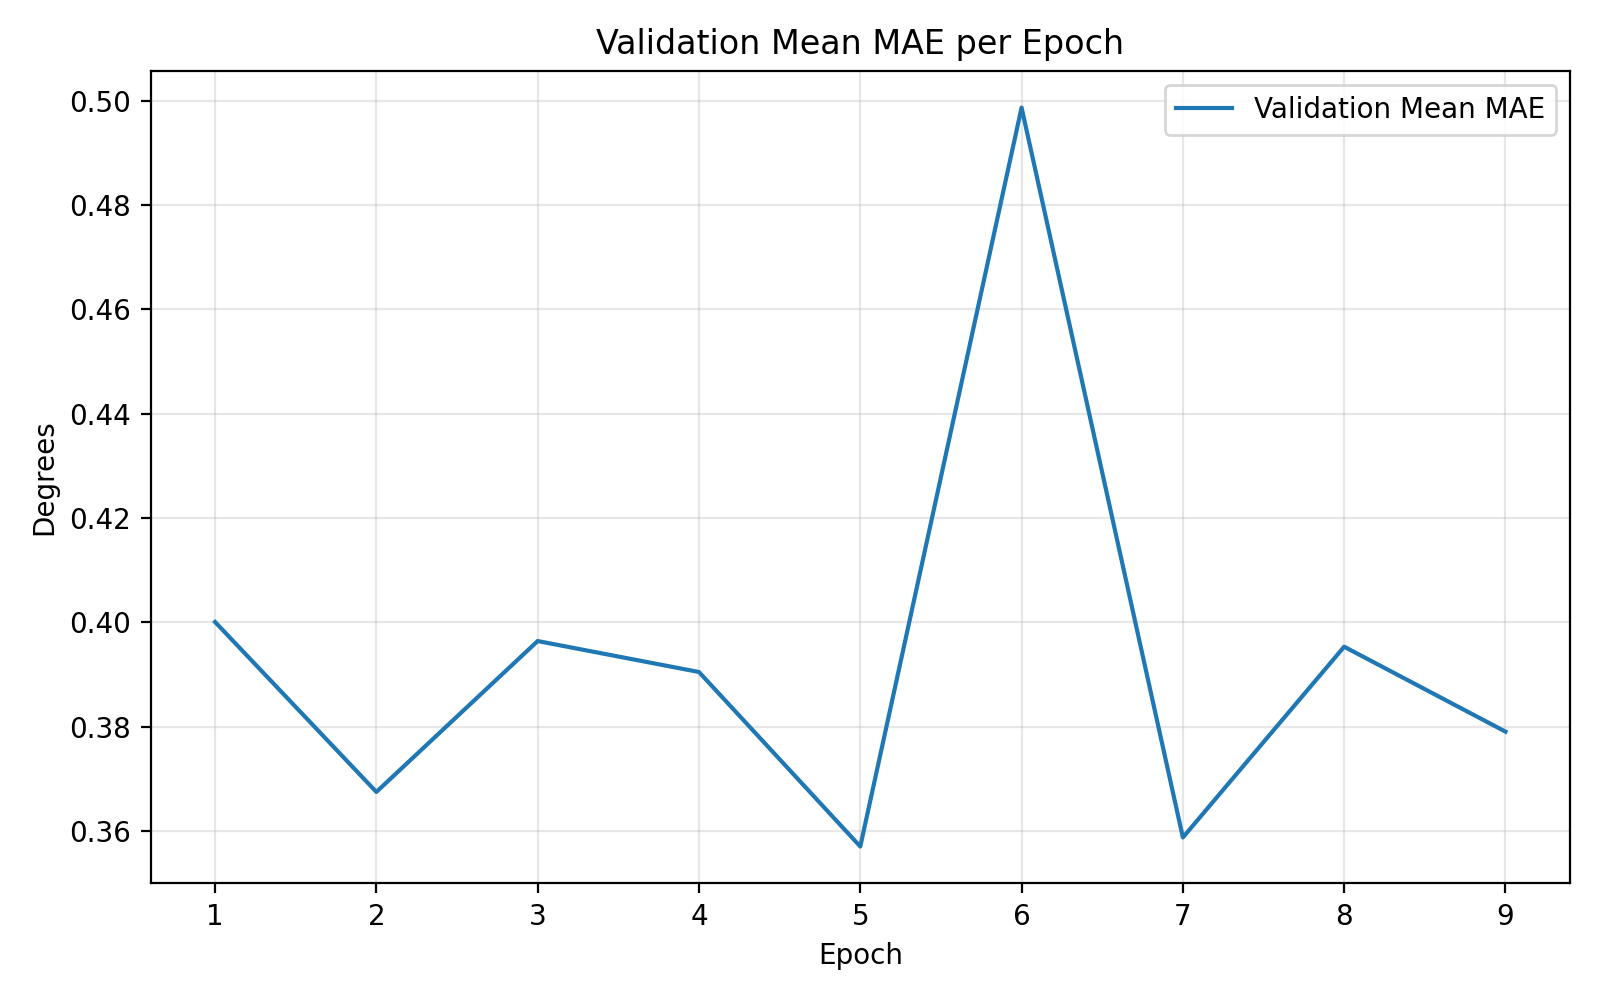 Validation Mean MAE per Epoch
Validation Mean MAE
0.50
0.48
0.46
0.44
0.42
0.40
0.38
0.36
Degrees
1 2 3 4 5 6 7 8 9
Epoch